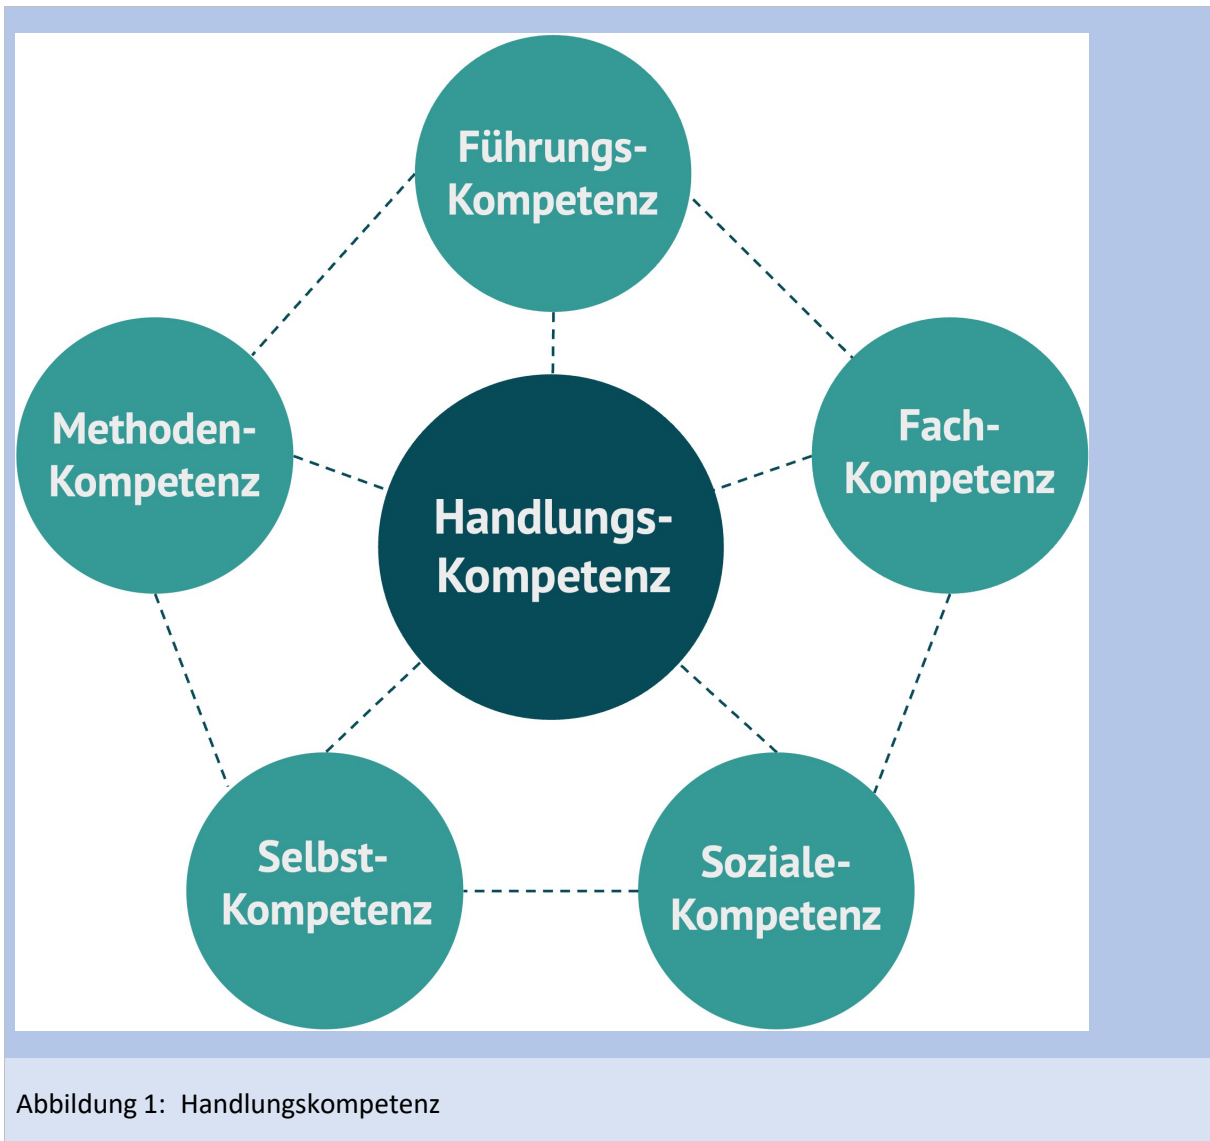 Führungs-
Kompetenz
Methoden-
Kompetenz
Fach-
Kompetenz
Handlungs-
Kompetenz
Selbst-
Kompetenz
Soziale-
Kompetenz
Abbildung 1: Handlungskompetenz